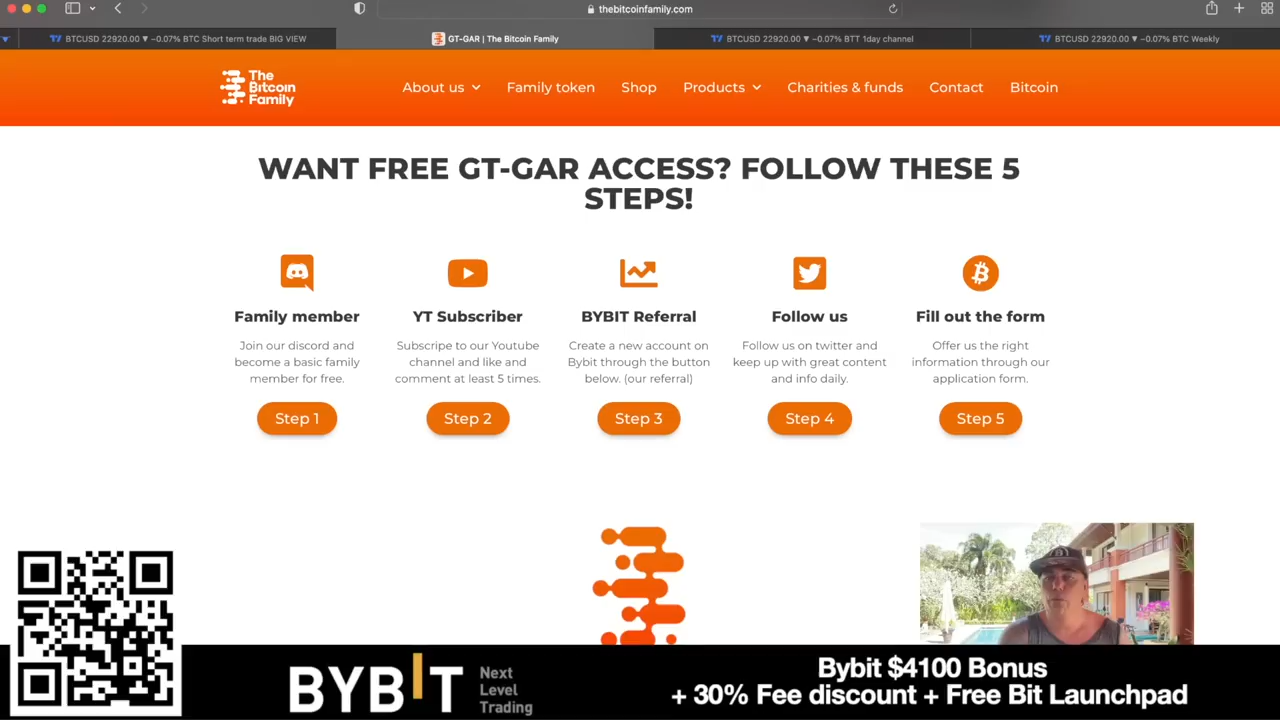 thebitcoinfamily.com
BTCUSD 22920.00 ▼ −0.07% BTC Short term trade BIG VIEW
GT-GAR | The Bitcoin Family
BTCUSD 22920.00 ▼ −0.07% BTT 1day channel
BTCUSD 22920.00 ▼ −0.07% BTC Weekly
The
Bitcoin
Family
About us
Family token
Shop
Products
Charities & funds
Contact
Bitcoin
WANT FREE GT-GAR ACCESS? FOLLOW THESE 5
STEPS!
Family member
Join our discord and
become a basic family
member for free.
Step 1
YT Subscriber
Subscripe to our Youtube
channel and like and
comment at least 5 times.
Step 2
BYBIT Referral
Create a new account on
Bybit through the button
below. (our referral)
Step 3
Follow us
Follow us on twitter and
keep up with great content
and info daily.
Step 4
Fill out the form
Offer us the right
information through our
application form.
Step 5
BYBIT
Next
Level
Trading
Bybit $4100 Bonus
+ 30% Fee discount + Free Bit Launchpad